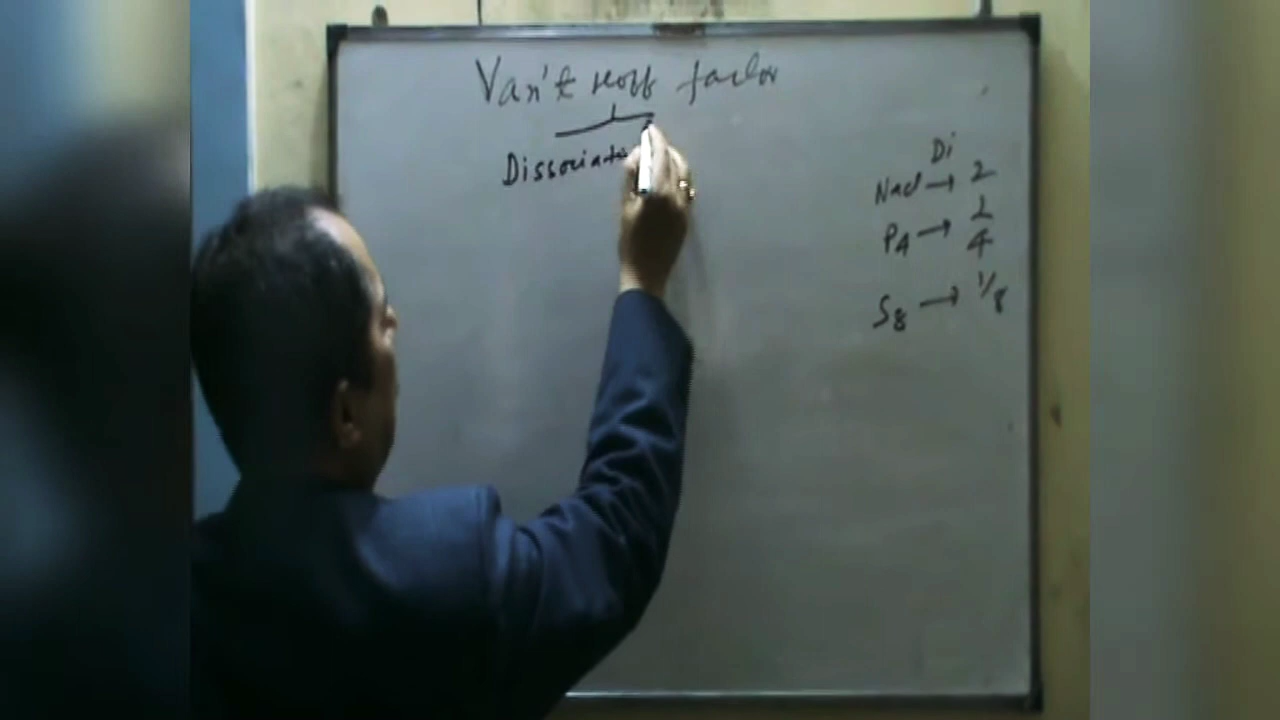 Van't Hoff factor
Dissociat
Di
Nacl → 2
P4 → 1/4
S8 → 1/8